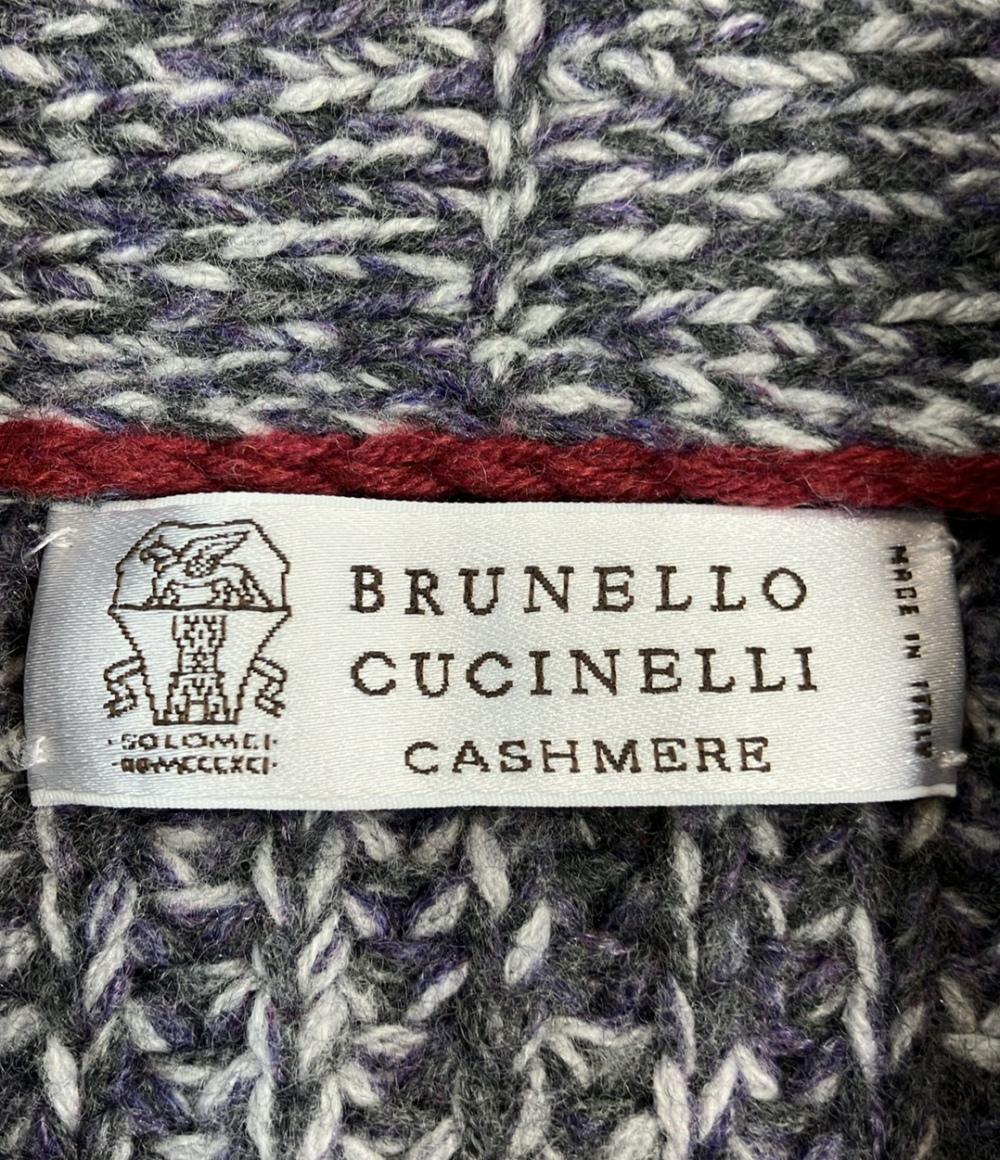 BRUNELLO
CUCINELLI
CASHMERE
MADE IN ITALY
·SOLOMEI·